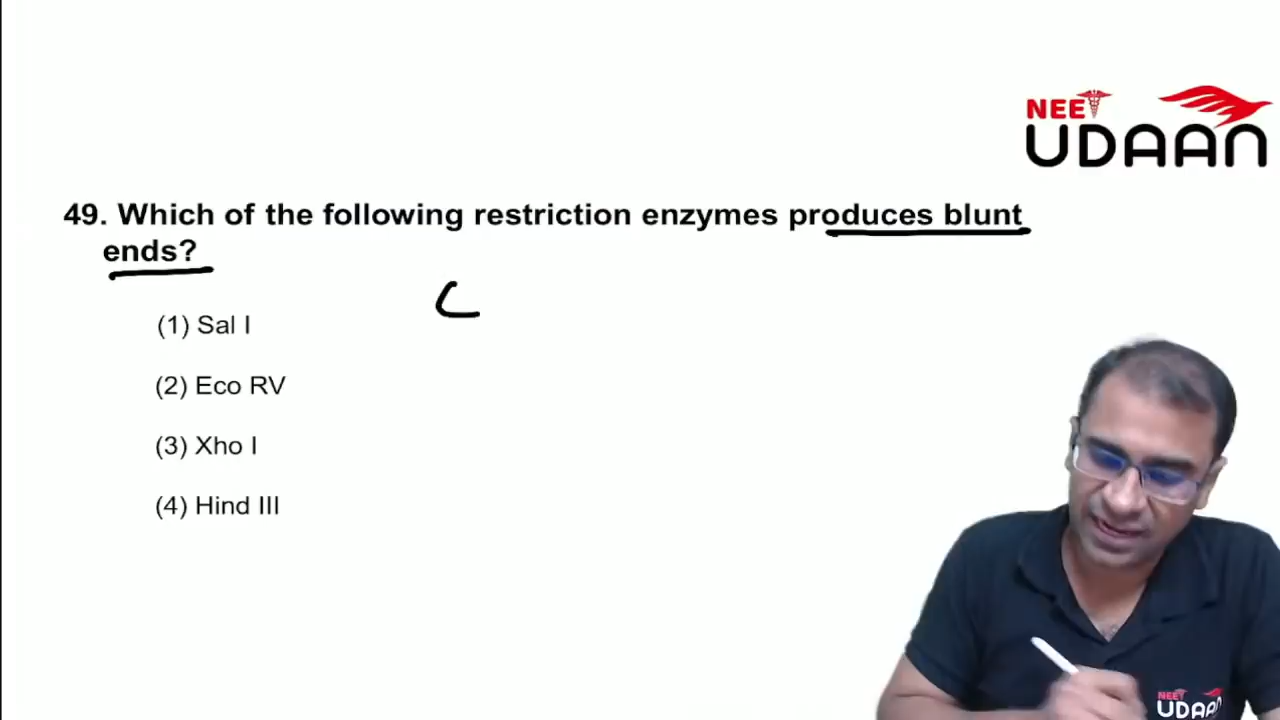 NEET
UDAAN
49. Which of the following restriction enzymes produces blunt
ends?
(1) Sal I
(2) Eco RV
(3) Xho I
(4) Hind III
NEET
UDAAN